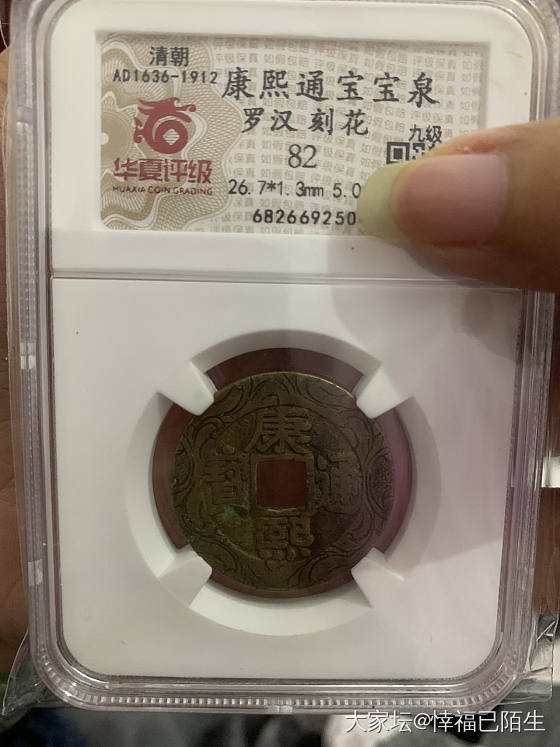 清朝
AD1636-1912
康熙通宝宝泉
罗汉 刻花
九级
82
华夏评级
HUAXIA COIN GRADING
26.7*1.3mm 5.0
682669250
康熙通寶
大家坛@悻福已陌生